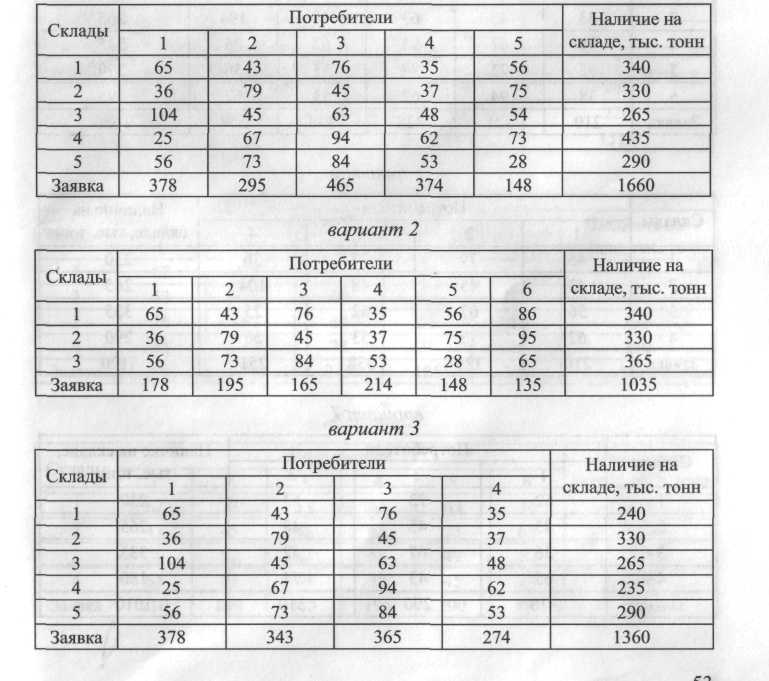 Склады Потребители Наличие на складе, тыс. тонн
1 2 3 4 5
1 65 43 76 35 56 340
2 36 79 45 37 75 330
3 104 45 63 48 54 265
4 25 67 94 62 73 435
5 56 73 84 53 28 290
Заявка 378 295 465 374 148 1660
вариант 2
Склады Потребители Наличие на складе, тыс. тонн
1 2 3 4 5 6
1 65 43 76 35 56 86 340
2 36 79 45 37 75 95 330
3 56 73 84 53 28 65 365
Заявка 178 195 165 214 148 135 1035
вариант 3
Склады Потребители Наличие на складе, тыс. тонн
1 2 3 4
1 65 43 76 35 240
2 36 79 45 37 330
3 104 45 63 48 265
4 25 67 94 62 235
5 56 73 84 53 290
Заявка 378 343 365 274 1360